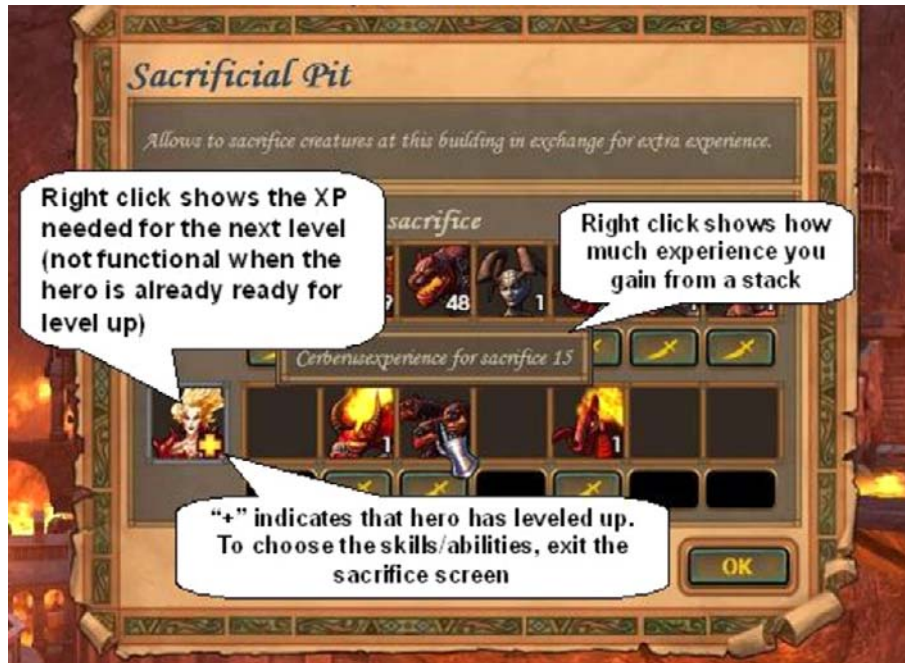 Sacrificial Pit
Allows to sacrifice creatures at this building in exchange for extra experience.
Right click shows the XP
needed for the next level
(not functional when the
hero is already ready for
level up)
sacrifice
Right click shows how
much experience you
gain from a stack
9
48
1
Cerberusexperience for sacrifice 15
1
1
"+" indicates that hero has leveled up.
To choose the skills/abilities, exit the
sacrifice screen
OK